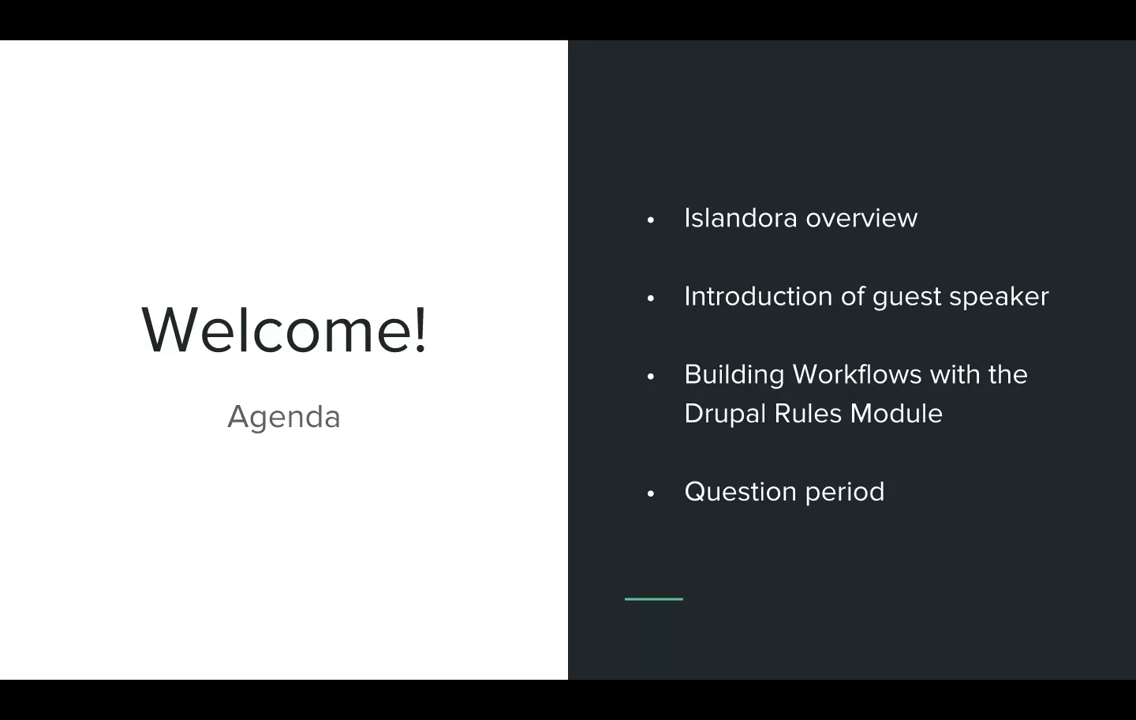 Welcome!
Agenda
• Islandora overview
• Introduction of guest speaker
• Building Workflows with the
Drupal Rules Module
• Question period